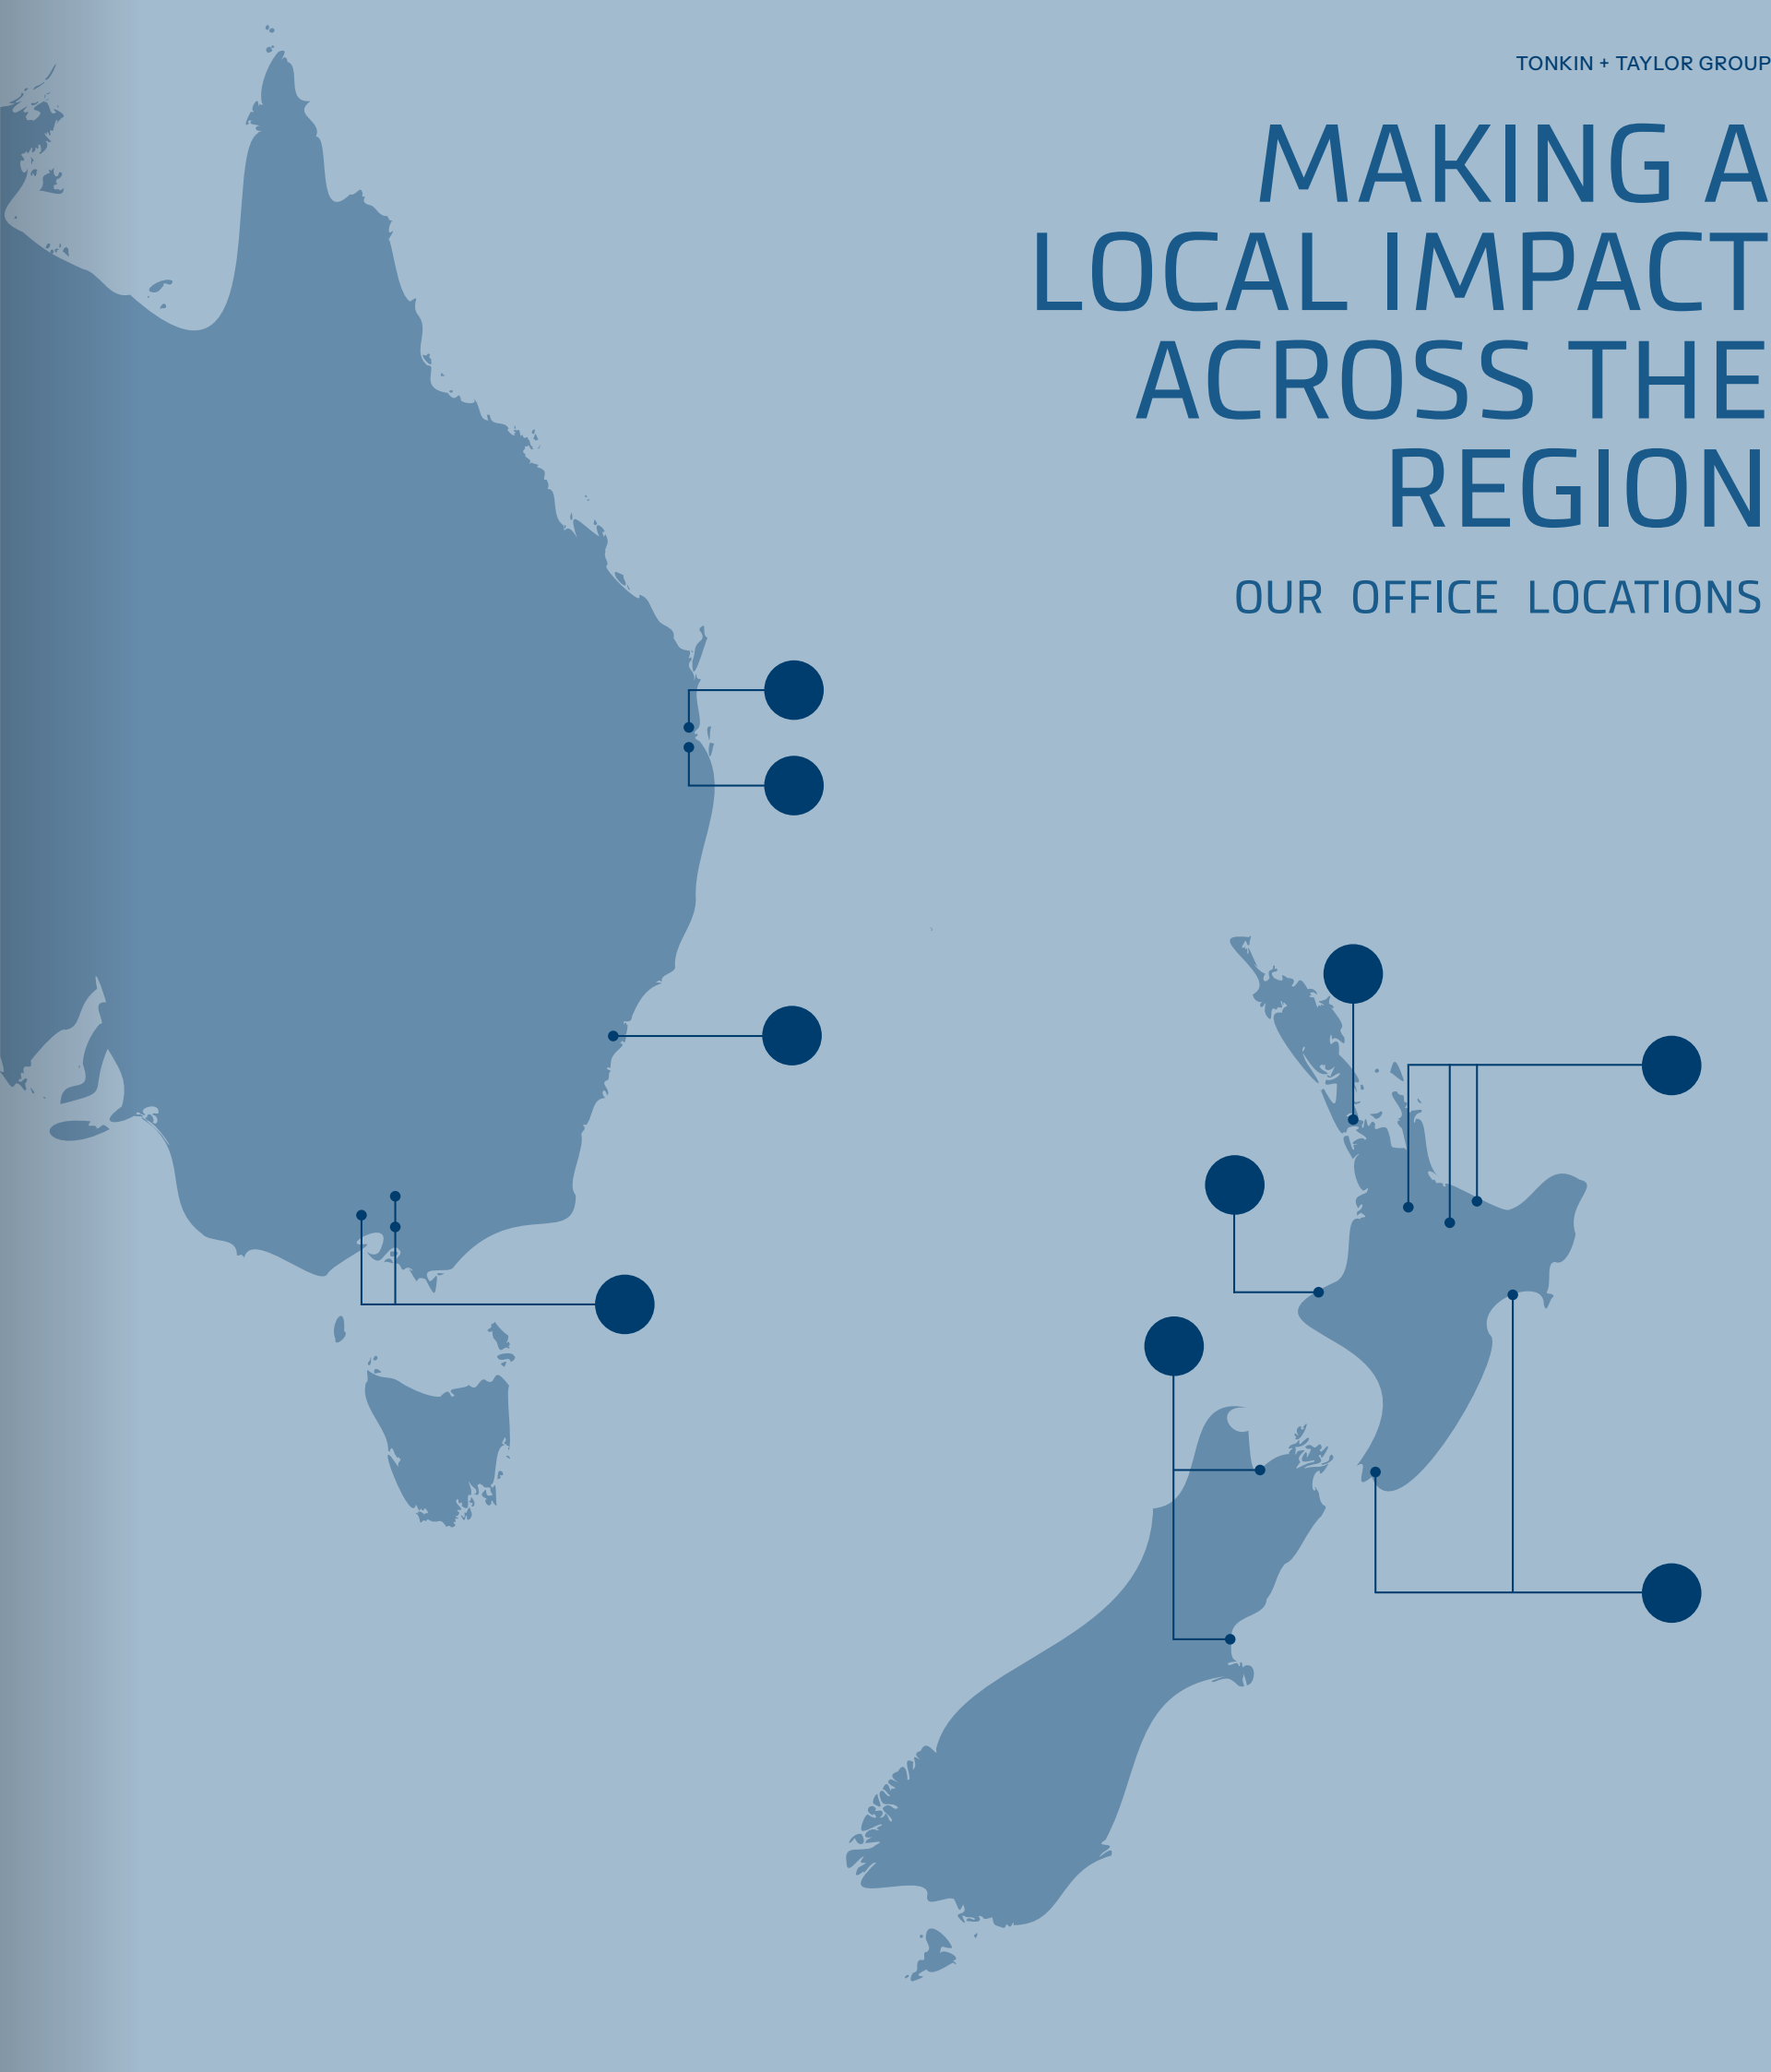 TONKIN + TAYLOR GROUP
MAKING A
LOCAL IMPACT
ACROSS THE
REGION
OUR OFFICE LOCATIONS